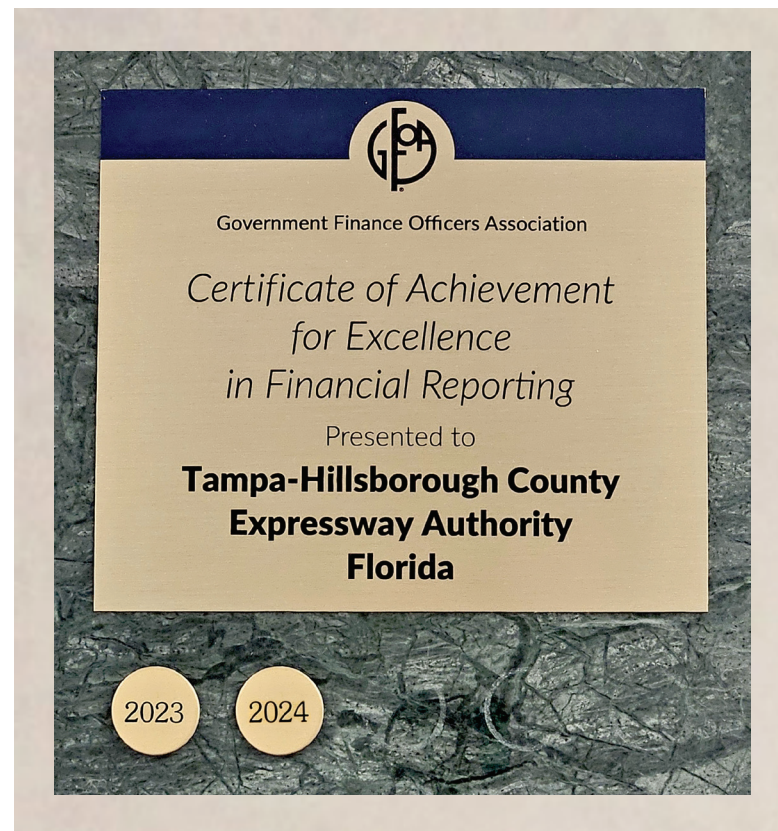 GFOA
Government Finance Officers Association
Certificate of Achievement
for Excellence
in Financial Reporting
Presented to
Tampa-Hillsborough County
Expressway Authority
Florida
2023 2024